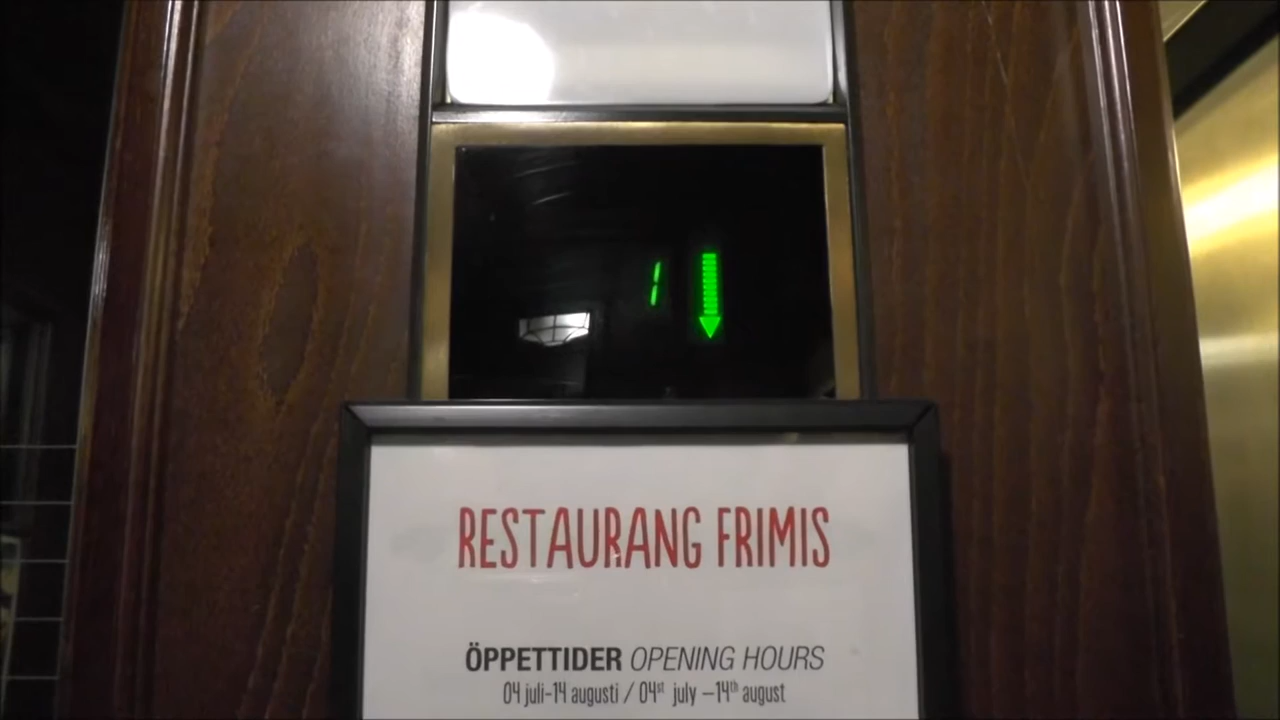 1
RESTAURANG FRIMIS
ÖPPETTIDER OPENING HOURS
04 juli-14 augusti / 04st july –14th august